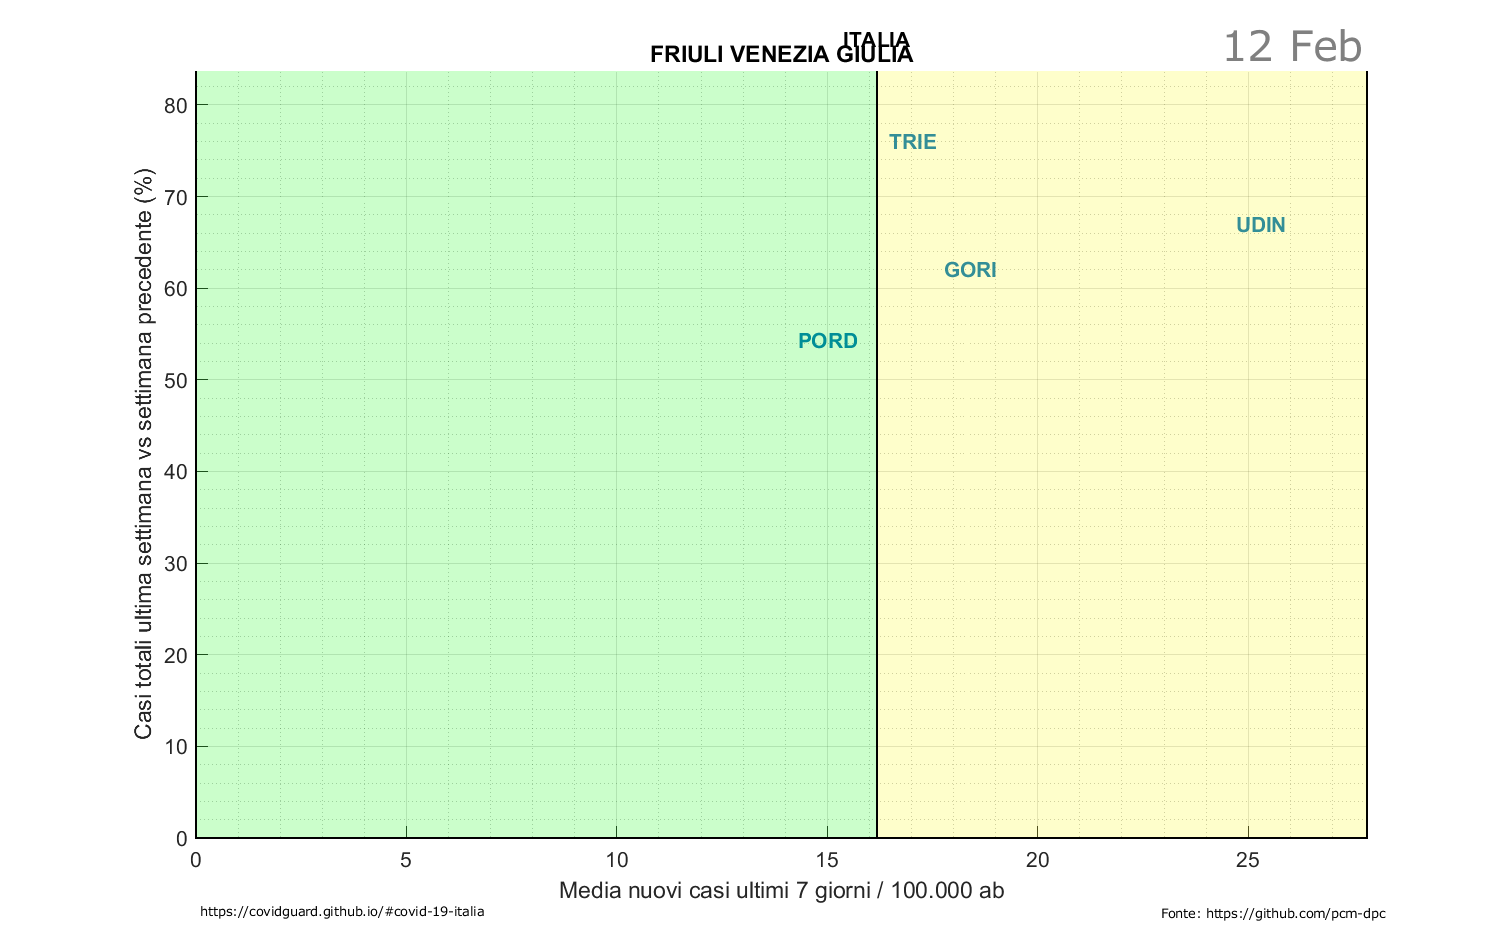 ITALIA
FRIULI VENEZIA GIULIA
12 Feb
80
70
60
50
40
30
20
10
0
Casi totali ultima settimana vs settimana precedente (%)
TRIE
UDIN
GORI
PORD
0 5 10 15 20 25
Media nuovi casi ultimi 7 giorni / 100.000 ab
https://covidguard.github.io/#covid-19-italia
Fonte: https://github.com/pcm-dpc